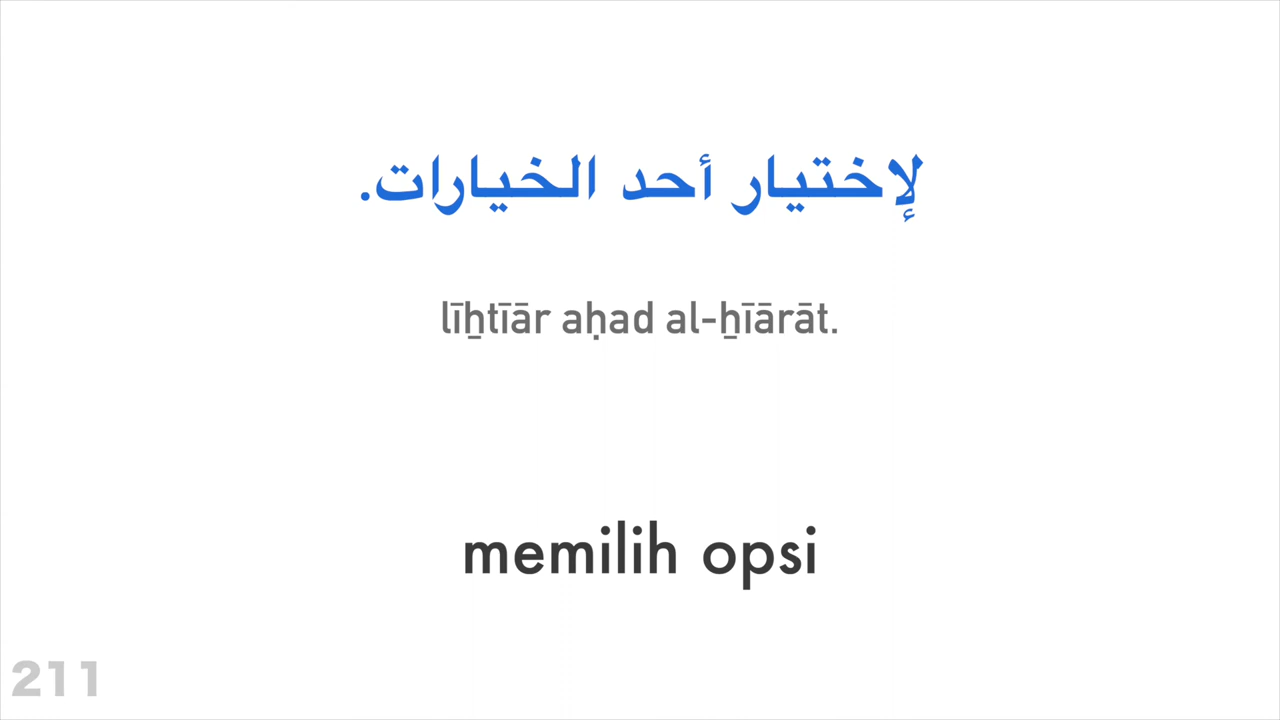 لإختيار أحد الخيارات.
līẖtīār aḥad al-ẖīārāt.
memilih opsi
211